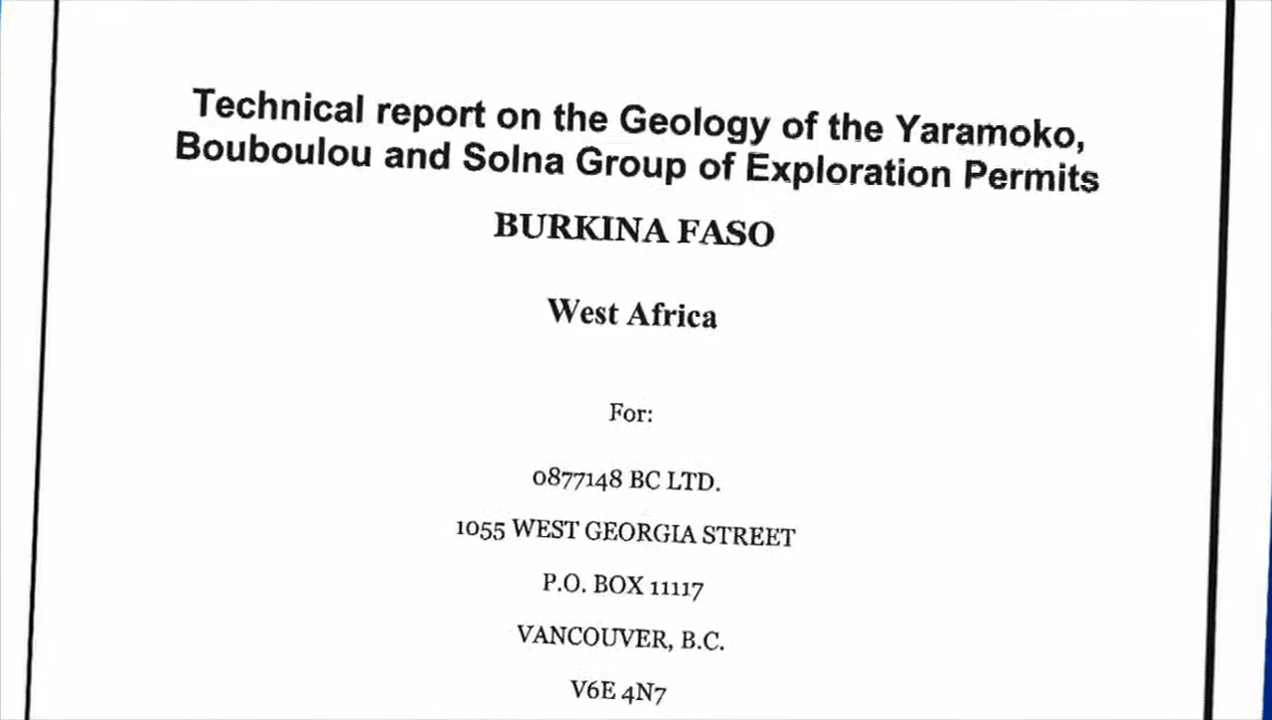 Technical report on the Geology of the Yaramoko,
Bouboulou and Solna Group of Exploration Permits
BURKINA FASO
West Africa
For:
0877148 BC LTD.
1055 WEST GEORGIA STREET
P.O. BOX 11117
VANCOUVER, B.C.
V6E 4N7